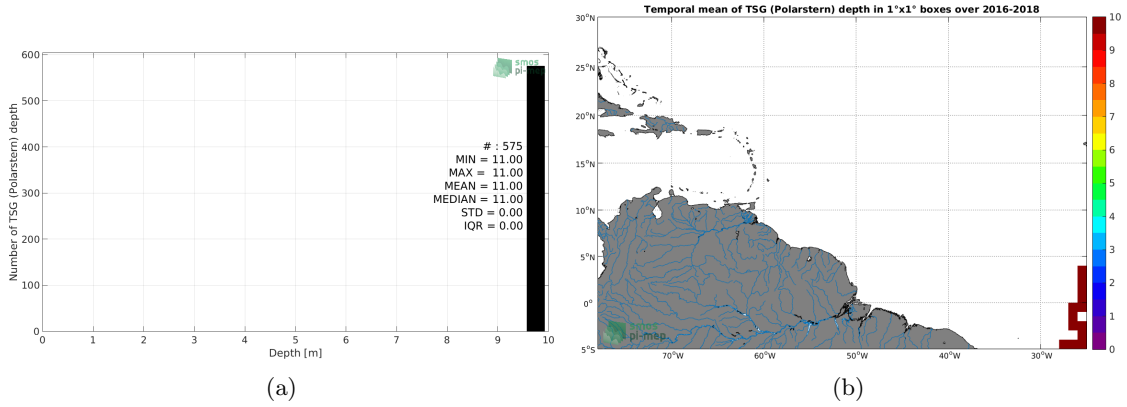 Temporal mean of TSG (Polarstern) depth in 1°x1° boxes over 2016-2018
smos
pi-mep
Number of TSG (Polarstern) depth
600
500
400
300
200
100
0
# : 575
MIN = 11.00
MAX = 11.00
MEAN = 11.00
MEDIAN = 11.00
STD = 0.00
IQR = 0.00
0 1 2 3 4 5 6 7 8 9 10
Depth [m]
(a)
30°N
25°N
20°N
15°N
10°N
5°N
0°
5°S
70°W 60°W 50°W 40°W 30°W
smos
pi-mep
10
9
8
7
6
5
4
3
2
1
0
(b)